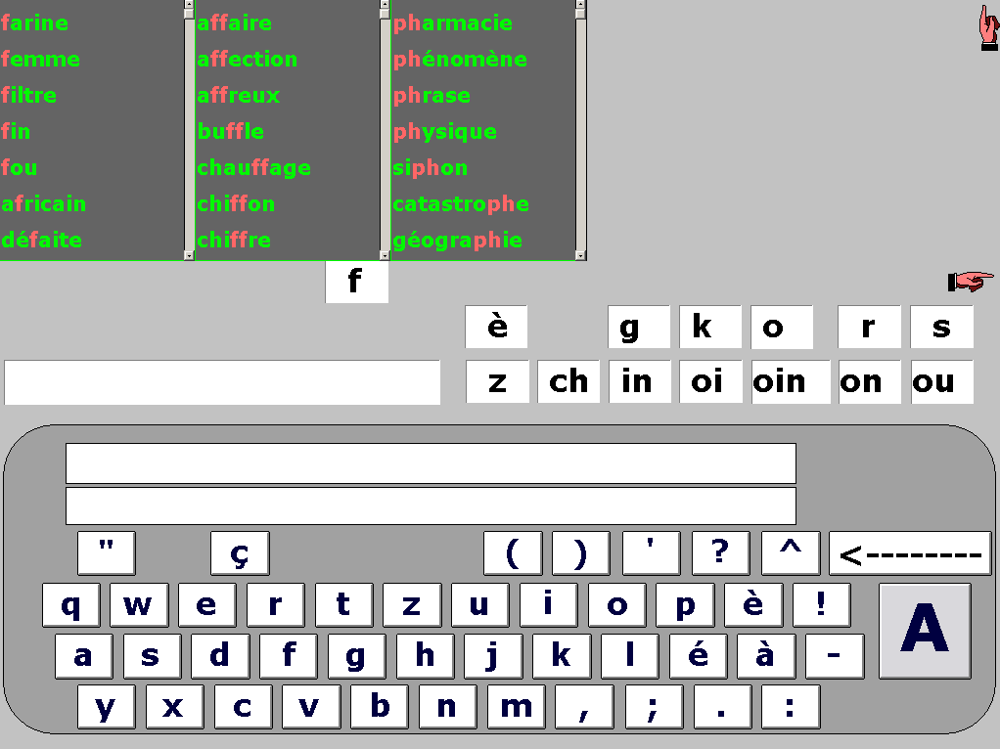 farine affaire pharmacie
femme affection phénomène
filtre affreux phrase
fin buffle physique
fou chauffage siphon
africain chiffon catastrophe
défaite chiffre géographie
f
è g k o r s
z ch in oi oin on ou
" ç ( ) ' ? ^ <--------
q w e r t z u i o p è !
A
a s d f g h j k l é à -
y x c v b n m , ; . :